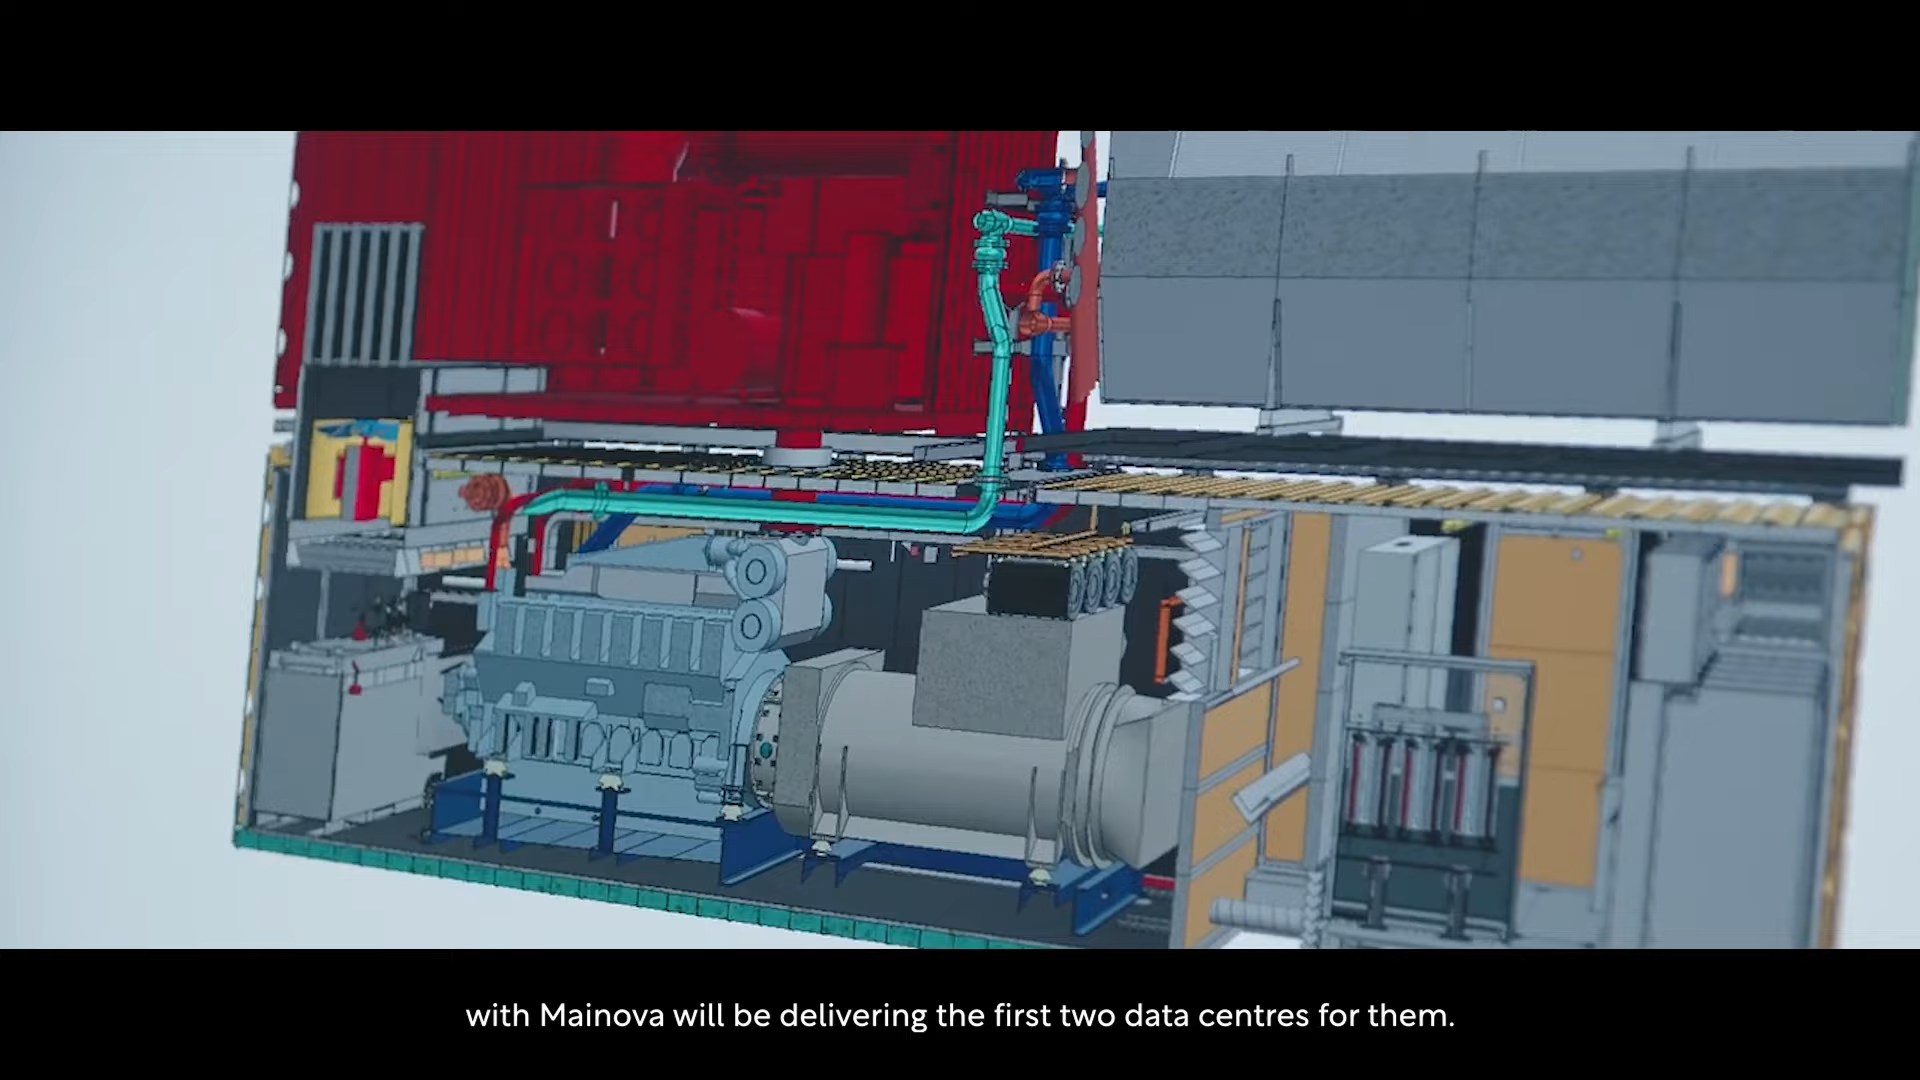 with Mainova will be delivering the first two data centres for them.